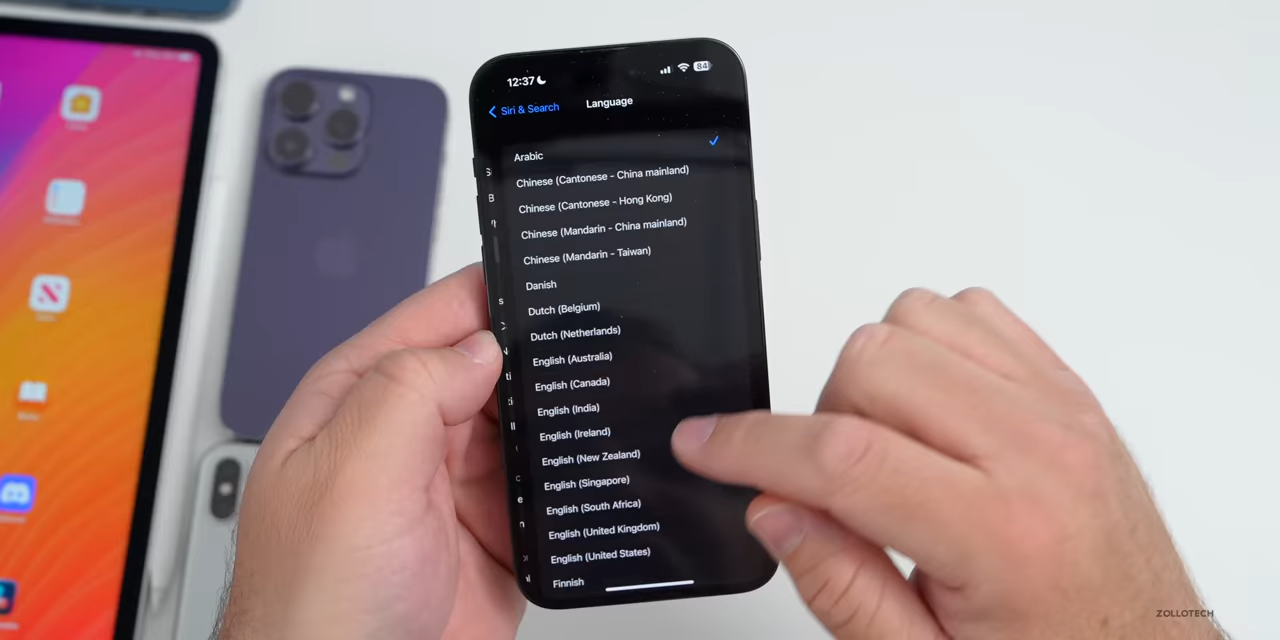 12:37
84
Siri & Search
Language
Arabic
Chinese (Cantonese - China mainland)
Chinese (Cantonese - Hong Kong)
Chinese (Mandarin - China mainland)
Chinese (Mandarin - Taiwan)
Danish
Dutch (Belgium)
Dutch (Netherlands)
English (Australia)
English (Canada)
English (India)
English (Ireland)
English (New Zealand)
English (Singapore)
English (South Africa)
English (United Kingdom)
English (United States)
Finnish
ZOLLOTECH